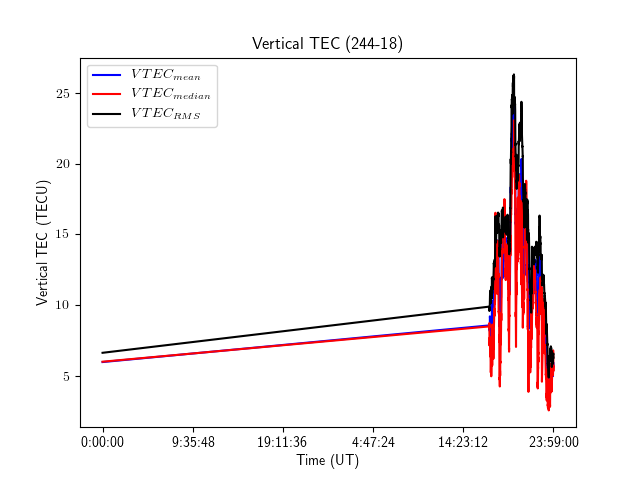 Vertical TEC (244-18)
VTEC_mean
VTEC_median
VTEC_RMS
25
20
15
10
5
Vertical TEC (TECU)
0:00:00 9:35:48 19:11:36 4:47:24 14:23:12 23:59:00
Time (UT)